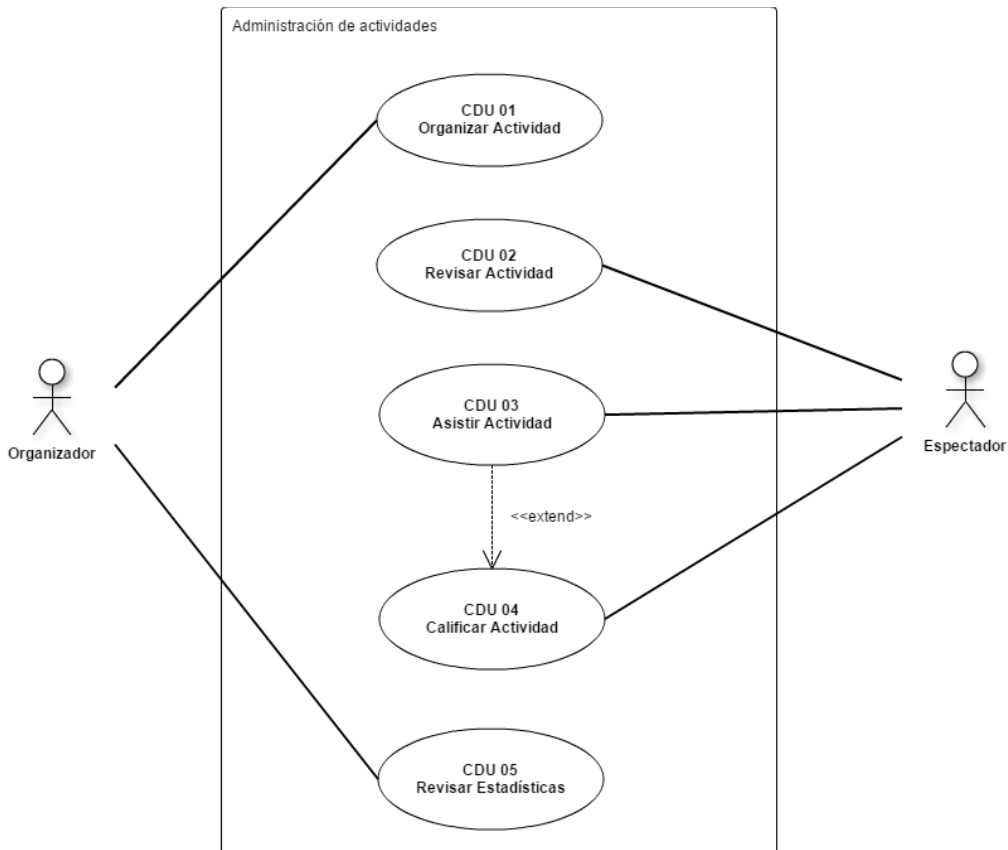 Administración de actividades
CDU 01
Organizar Actividad
CDU 02
Revisar Actividad
CDU 03
Asistir Actividad
Organizador
Espectador
<<extend>>
CDU 04
Calificar Actividad
CDU 05
Revisar Estadísticas